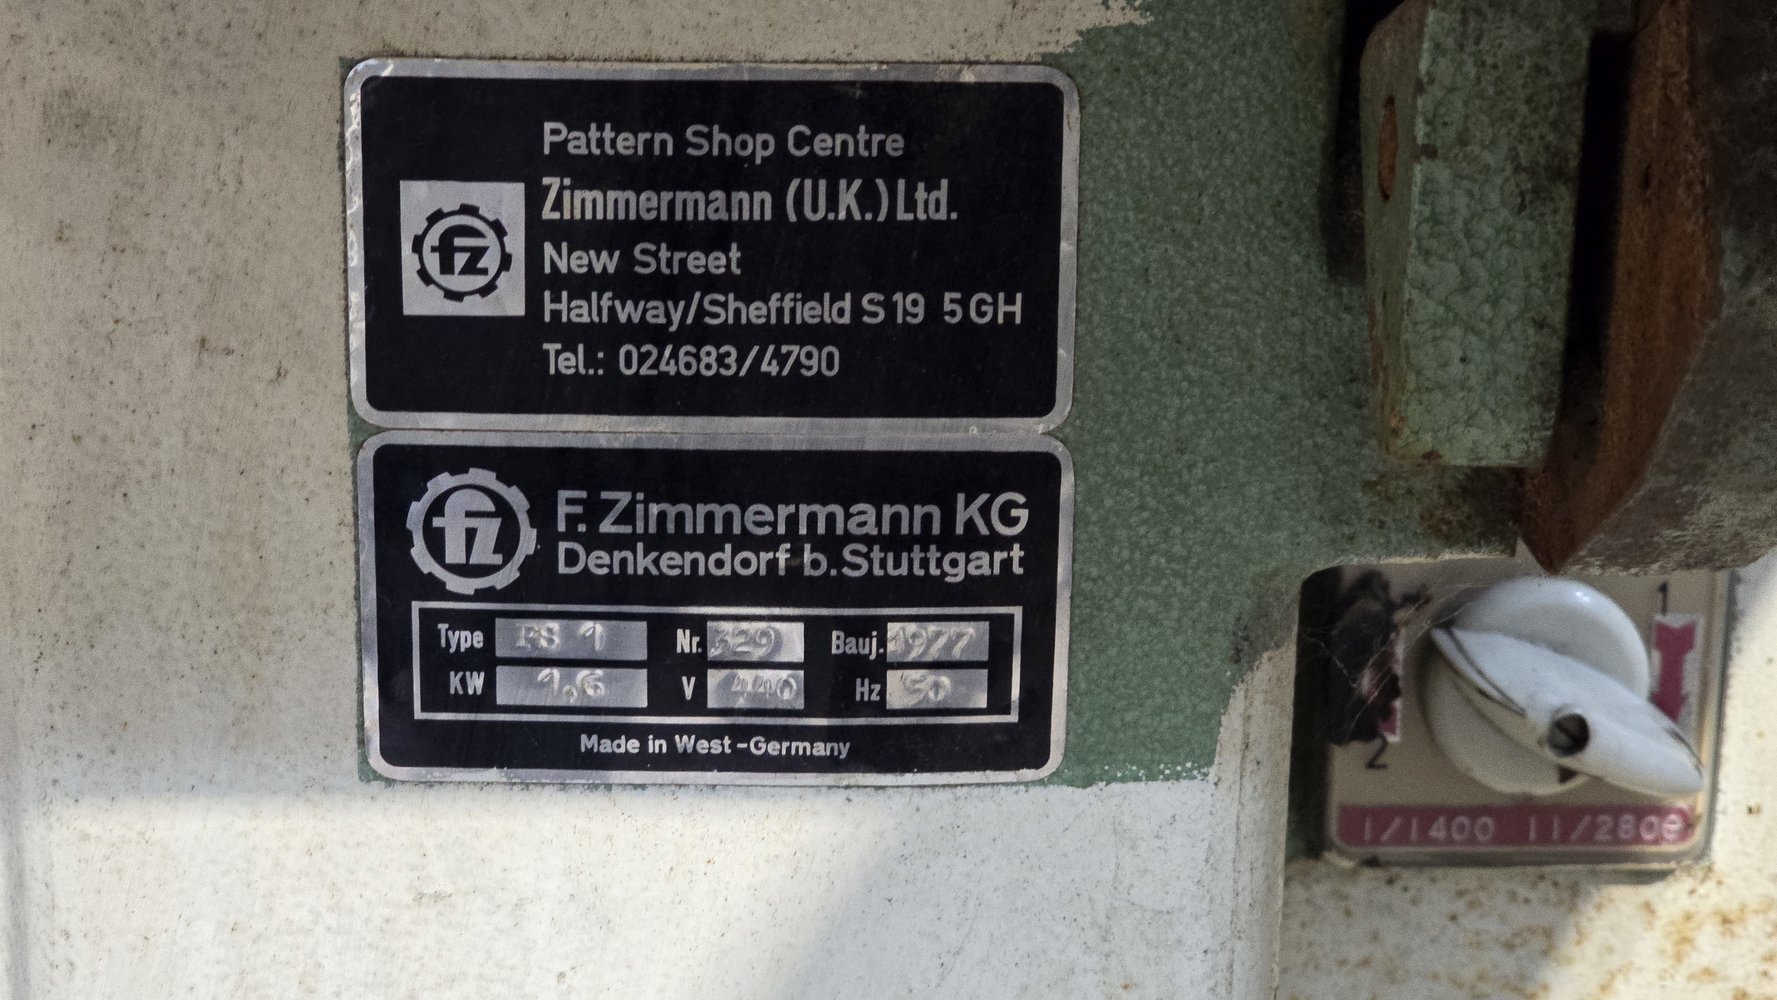 Pattern Shop Centre
Zimmermann (U.K.) Ltd.
fz
New Street
Halfway/Sheffield S19 5GH
Tel.: 024683/4790
fz
F. Zimmermann KG
Denkendorf b. Stuttgart
Type FS 1 Nr. 329 Bauj. 1977
KW 1,6 V 440 Hz 50
Made in West-Germany
1
2
I/1400 II/2800